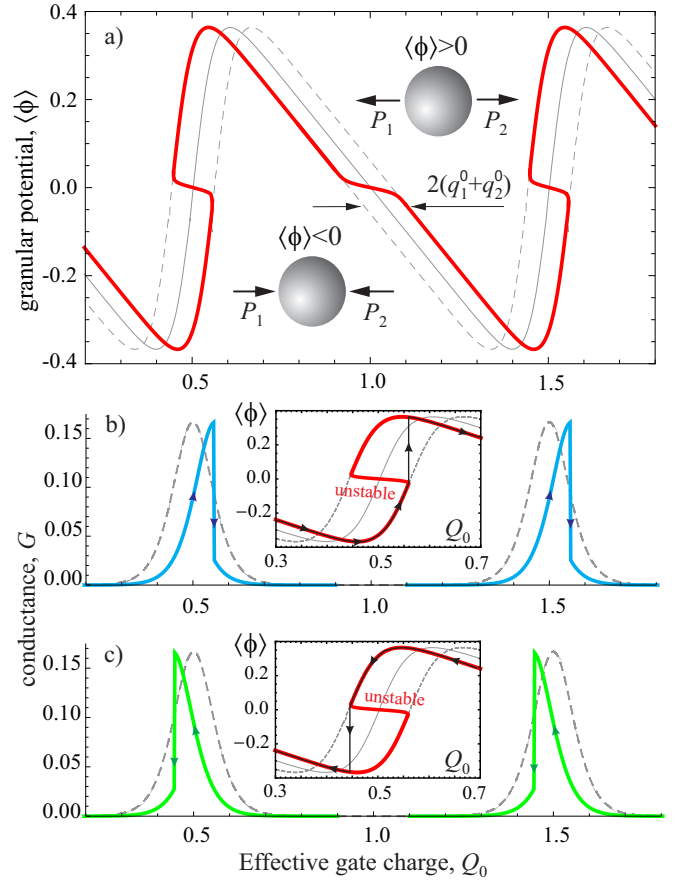 a)
⟨ϕ⟩>0
P1 P2
2(q₁⁰+q₂⁰)
⟨ϕ⟩<0
P1 P2
granular potential, ⟨ϕ⟩
0.4
0.2
0.0
-0.2
-0.4
0.5 1.0 1.5
b)
⟨ϕ⟩
0.2
0.0
−0.2
unstable
Q₀
0.3 0.5 0.7
0.15
0.10
0.05
0.00
0.5 1.0 1.5
conductance, G
c)
⟨ϕ⟩
0.2
0.0
−0.2
unstable
Q₀
0.3 0.5 0.7
0.15
0.10
0.05
0.00
0.5 1.0 1.5
Effective gate charge, Q₀